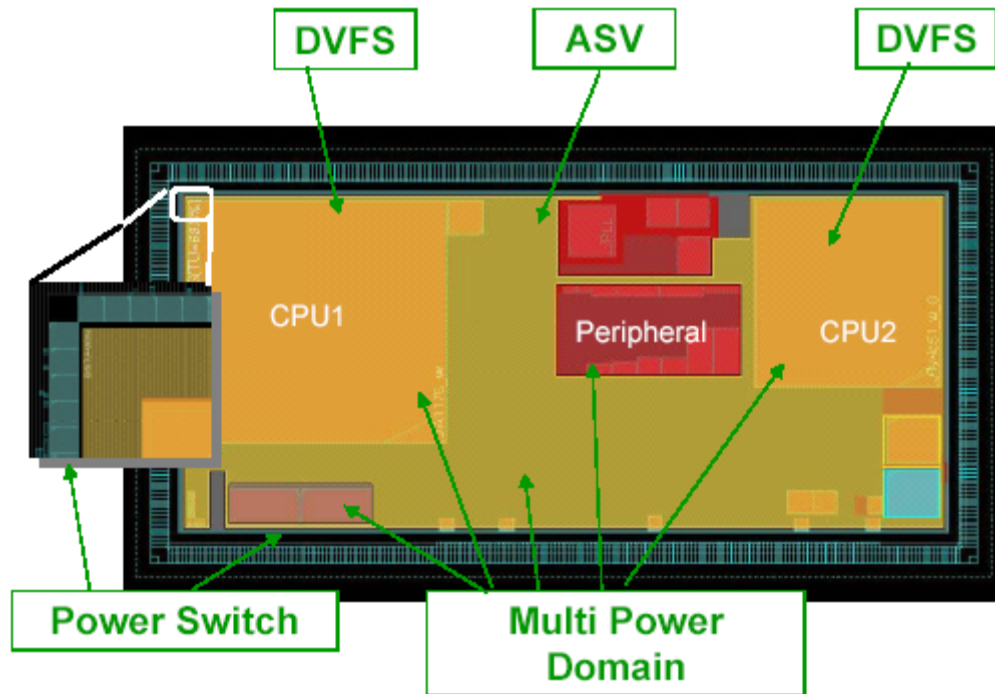 DVFS
ASV
DVFS
CPU1
Peripheral
CPU2
Power Switch
Multi Power
Domain